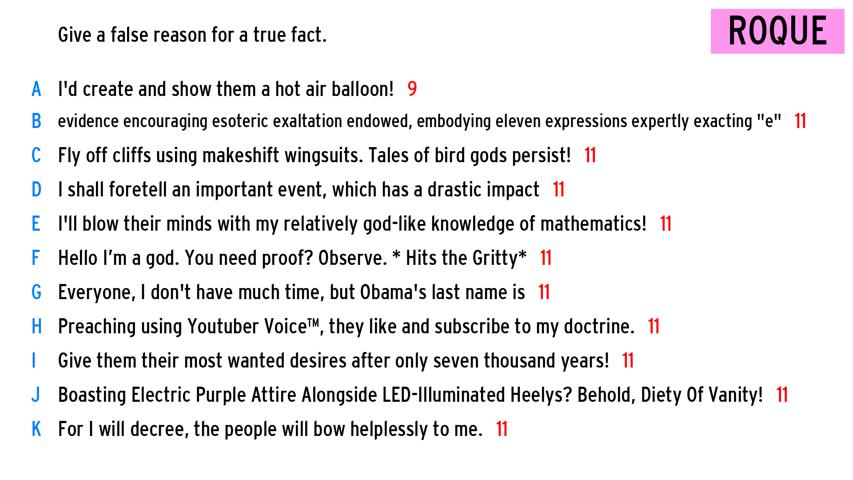 Give a false reason for a true fact.
ROQUE
A I'd create and show them a hot air balloon! 9
B evidence encouraging esoteric exaltation endowed, embodying eleven expressions expertly exacting "e" 11
C Fly off cliffs using makeshift wingsuits. Tales of bird gods persist! 11
D I shall foretell an important event, which has a drastic impact 11
E I'll blow their minds with my relatively god-like knowledge of mathematics! 11
F Hello I'm a god. You need proof? Observe. * Hits the Gritty* 11
G Everyone, I don't have much time, but Obama's last name is 11
H Preaching using Youtuber Voice™, they like and subscribe to my doctrine. 11
I Give them their most wanted desires after only seven thousand years! 11
J Boasting Electric Purple Attire Alongside LED-Illuminated Heelys? Behold, Diety Of Vanity! 11
K For I will decree, the people will bow helplessly to me. 11